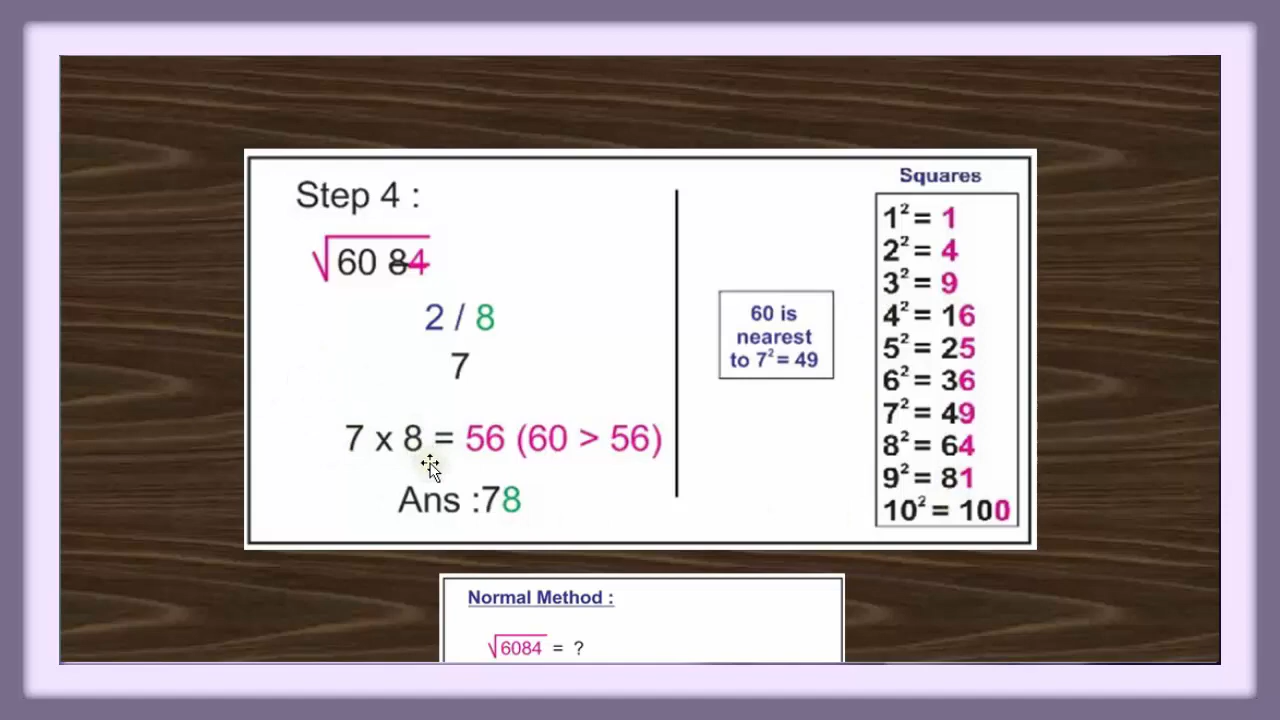 Step 4 :
√60 84
2 / 8
7
7 x 8 = 56 (60 > 56)
Ans :78
60 is
nearest
to 7² = 49
Squares
1² = 1
2² = 4
3² = 9
4² = 16
5² = 25
6² = 36
7² = 49
8² = 64
9² = 81
10² = 100
Normal Method :
√6084 = ?